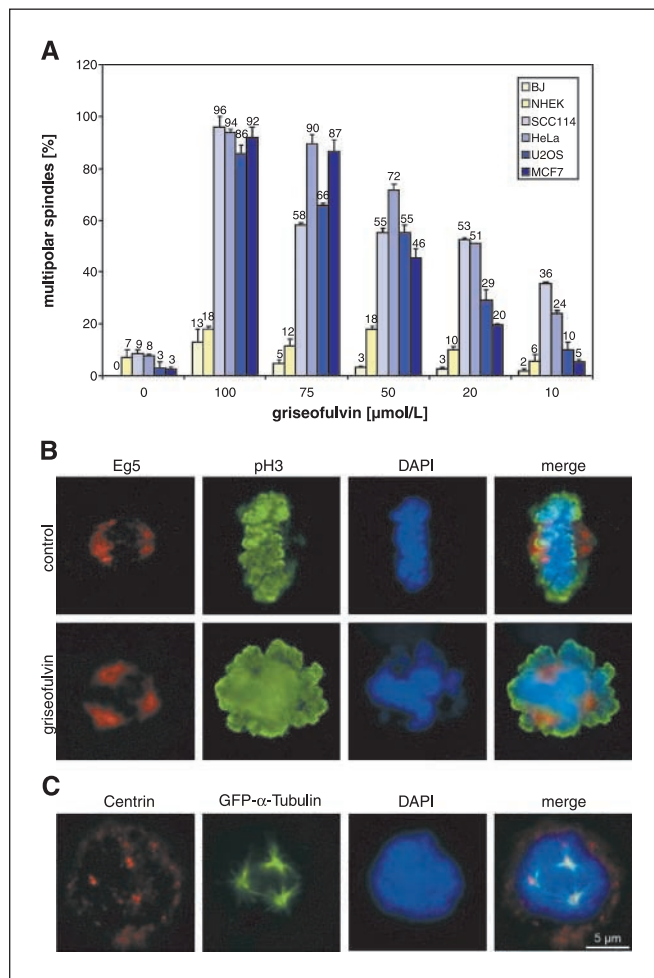 A
multipolar spindles [%]
120
100
80
60
40
20
0
0 7 9 8 3 3
13 18 96 94 86 92
5 12 58 90 66 87
3 18 55 72 55 46
3 10 53 51 29 20
2 6 36 24 10 5
BJ
NHEK
SCC114
HeLa
U2OS
MCF7
0 100 75 50 20 10
griseofulvin [µmol/L]
B
Eg5 pH3 DAPI merge
control
griseofulvin
C
Centrin GFP-α-Tubulin DAPI merge
5 µm